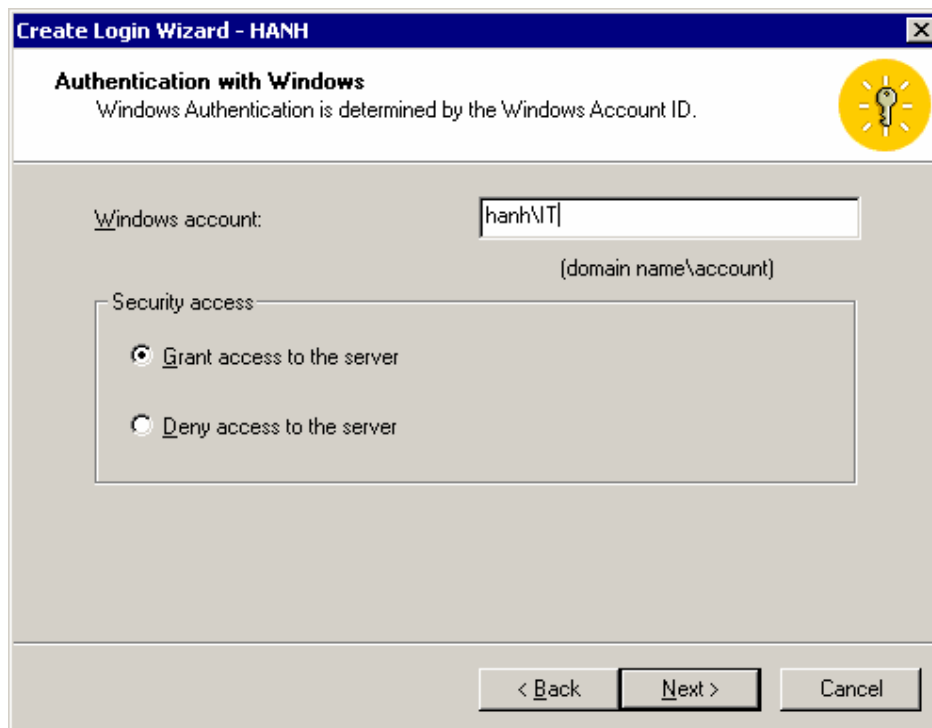 Create Login Wizard - HANH
Authentication with Windows
Windows Authentication is determined by the Windows Account ID.
Windows account:
hanh\IT
(domain name\account)
Security access
Grant access to the server
Deny access to the server
< Back
Next >
Cancel